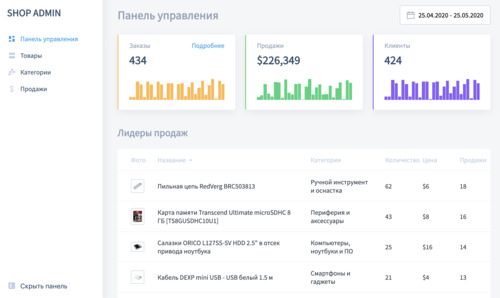 SHOP ADMIN
Панель управления
Товары
Категории
Продажи
Скрыть панель
Панель управления
25.04.2020 - 25.05.2020
Заказы Подробнее
434
Продажи
$226,349
Клиенты
424
Лидеры продаж
Фото Название Категория Количество Цена Продажи
Пильная цепь RedVerg BRC503813
Ручной инструмент
и оснастка
62 $6 18
Карта памяти Transcend Ultimate microSDHC 8
ГБ [TS8GUSDHC10U1]
Периферия и
аксессуары
43 $8 16
Салазки ORICO L127SS-SV HDD 2.5" в отсек
привода ноутбука
Компьютеры,
ноутбуки и ПО
25 $16 14
Кабель DEXP mini USB - USB белый 1.5 м
Смартфоны и
гаджеты
21 $4 13